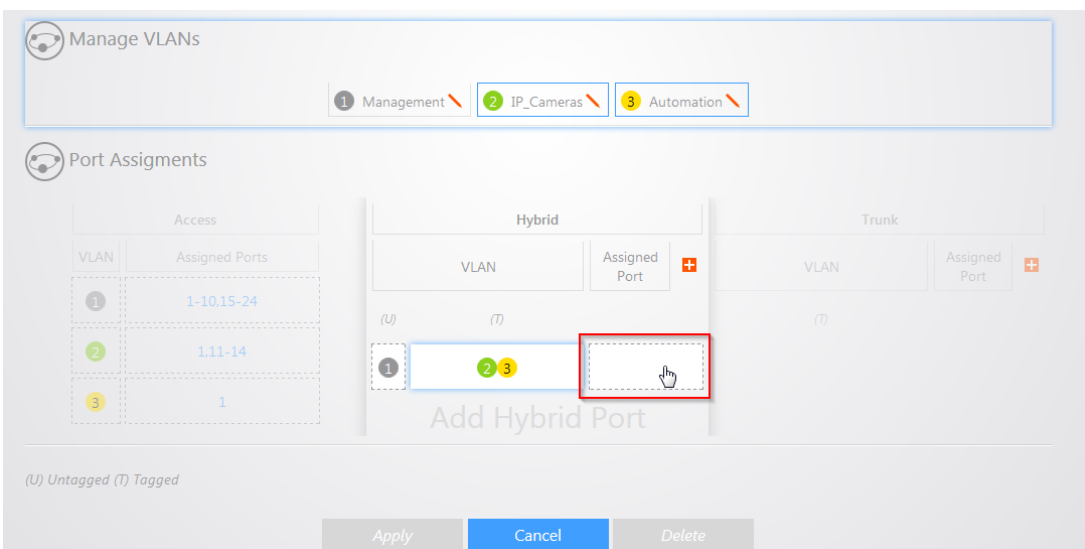 Manage VLANs
1 Management
2 IP_Cameras
3 Automation
Port Assigments
Access
VLAN
Assigned Ports
1
1-10,15-24
2
1,11-14
3
1
Hybrid
VLAN
Assigned
Port
(U)
(T)
1
2 3
Add Hybrid Port
Trunk
VLAN
Assigned
Port
(T)
(U) Untagged (T) Tagged
Apply
Cancel
Delete